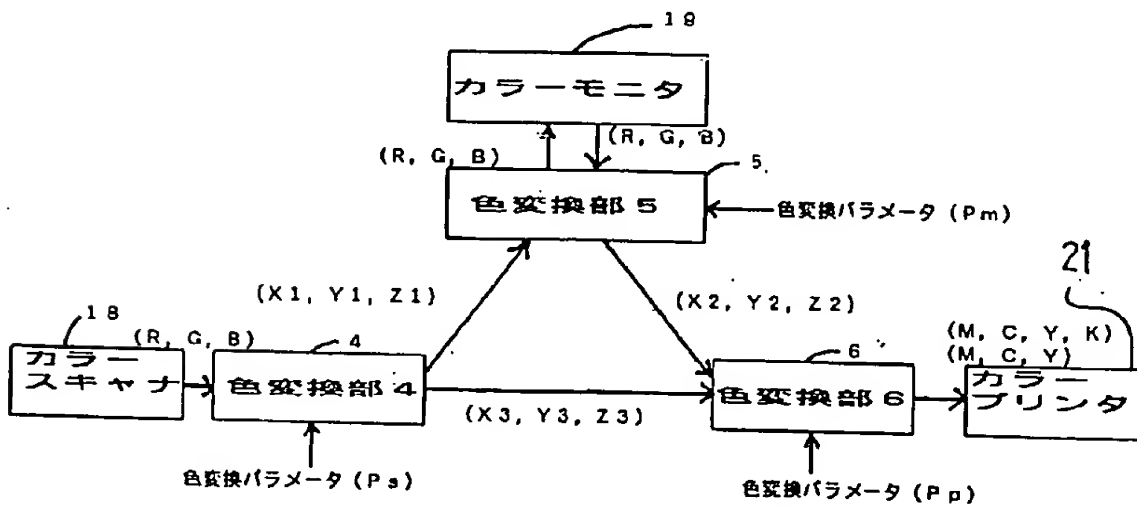 19
カラーモニタ
(R, G, B)
(R, G, B)
5
色変換部5
色変換パラメータ(Pm)
21
(X1, Y1, Z1)
(X2, Y2, Z2)
18
(R, G, B)
4
6
(M, C, Y, K)
(M, C, Y)
カラー
スキャナ
色変換部4
(X3, Y3, Z3)
色変換部6
カラー
プリンタ
色変換パラメータ(Ps)
色変換パラメータ(Pp)